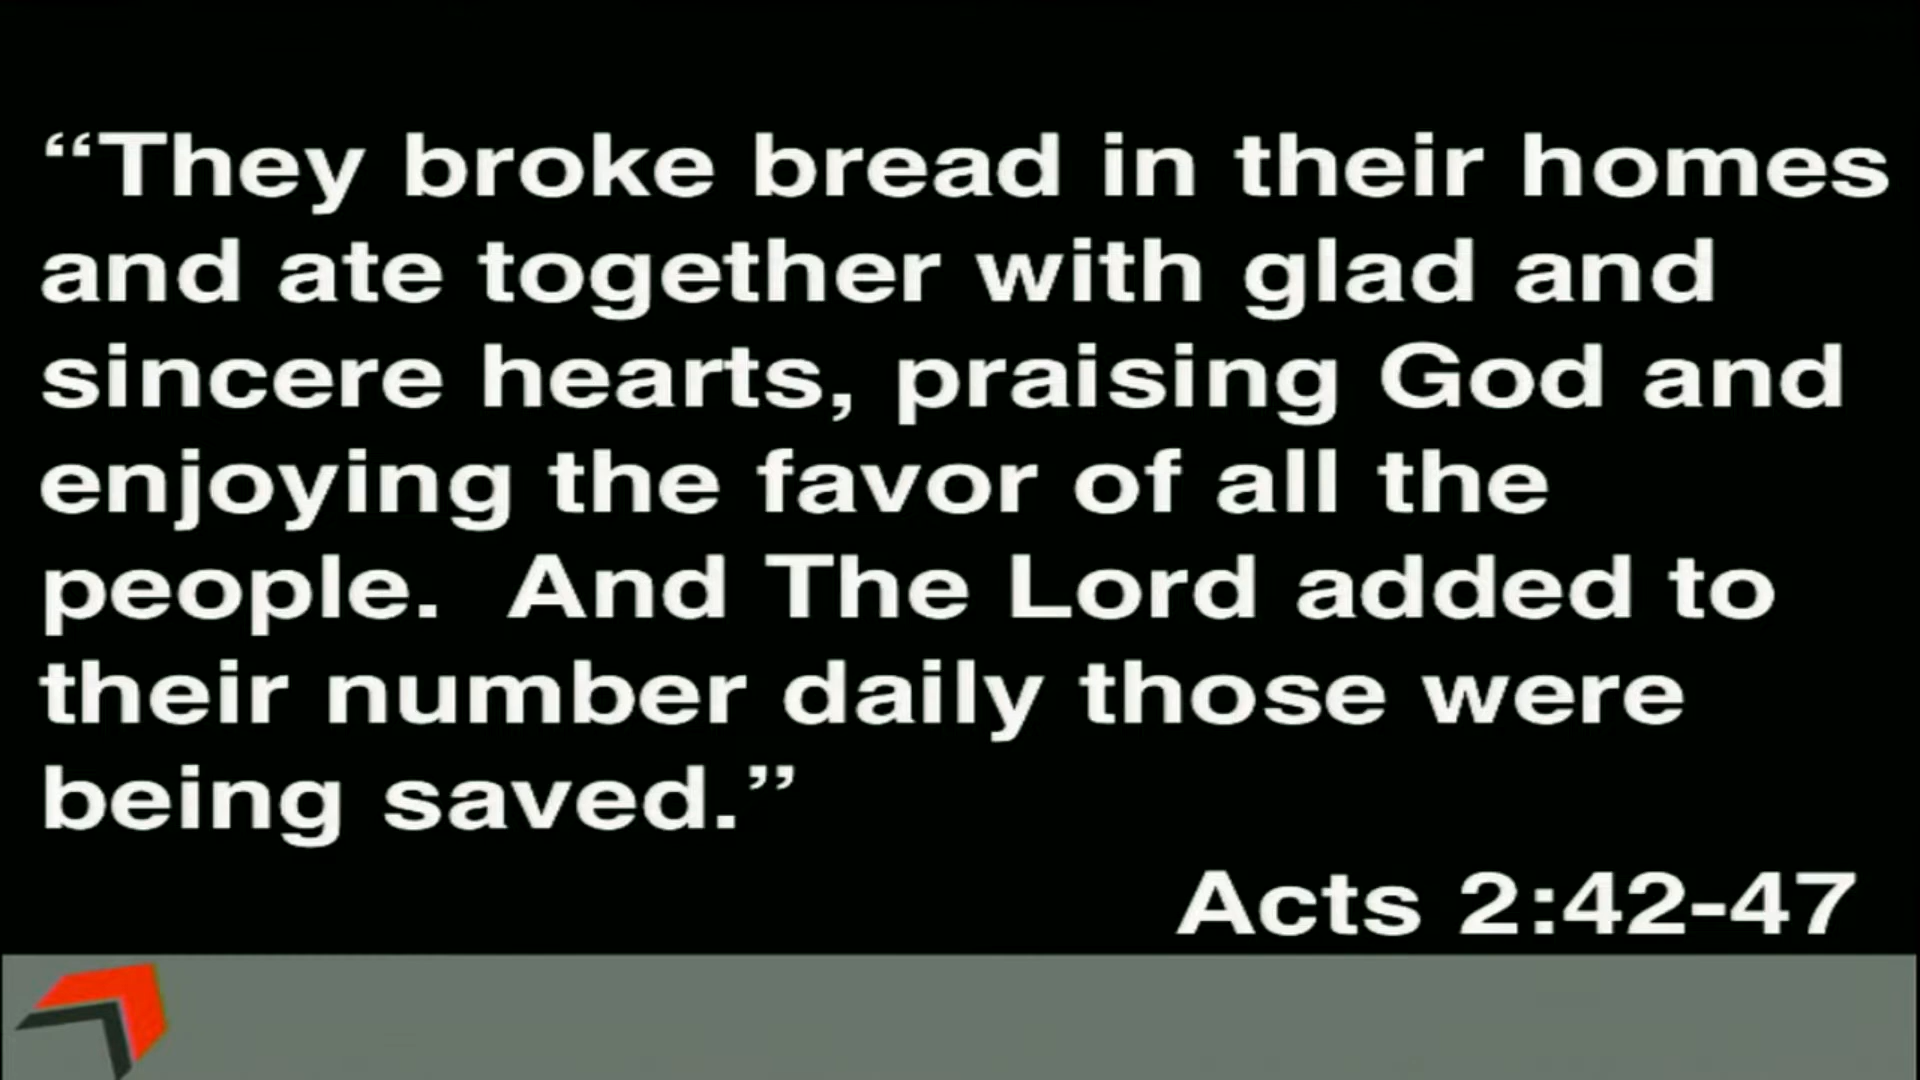 “They broke bread in their homes
and ate together with glad and
sincere hearts, praising God and
enjoying the favor of all the
people.  And The Lord added to
their number daily those were
being saved.”
Acts 2:42-47